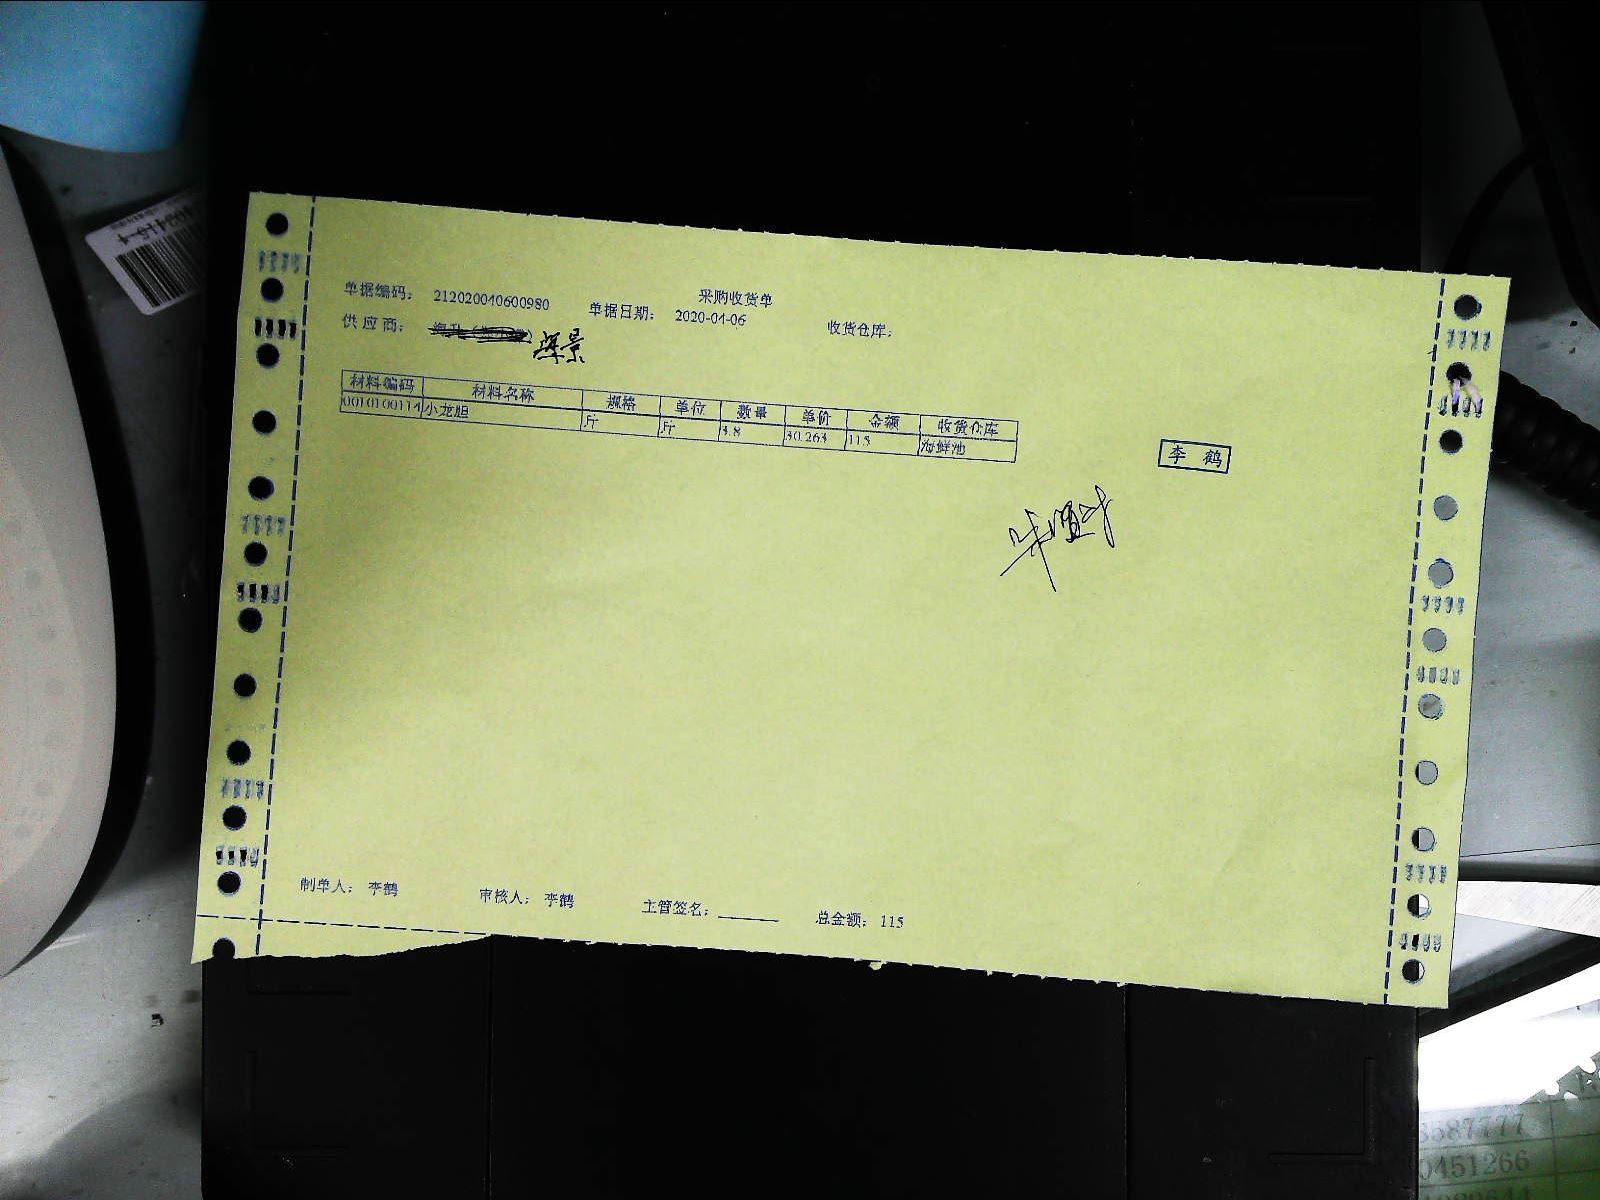 采购收货单
单据编码： 212020040600980 单据日期： 2020-04-06 收货仓库：
供应商：
材料编码 材料名称 规格 单位 数量 单价 金额 收货仓库
0010100114 小龙胆 斤 斤 3.8 30.263 115 海鲜池
李鹤
制单人： 李鹤 审核人： 李鹤 主管签名： 总金额： 115
3587777
0451266